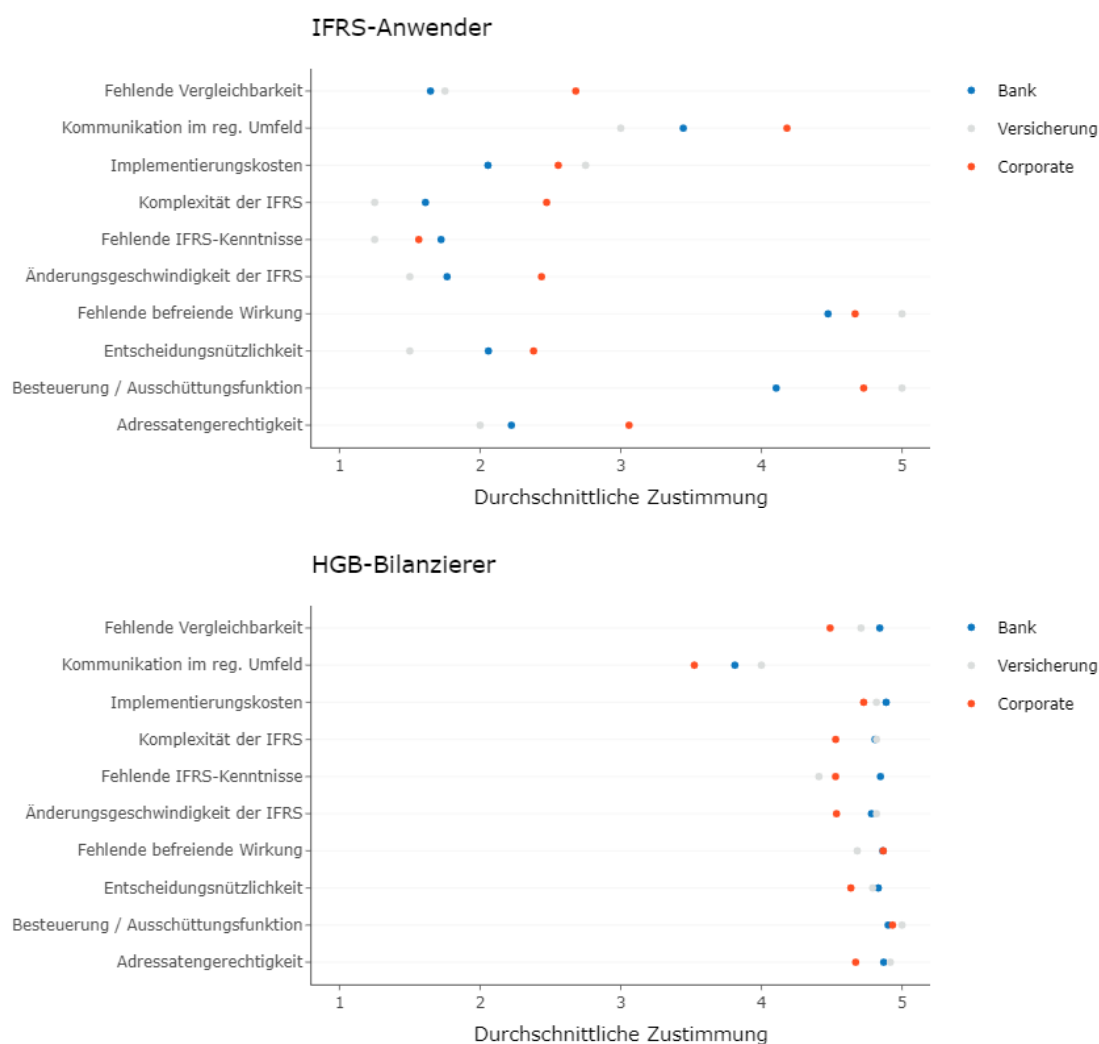 IFRS-Anwender
Fehlende Vergleichbarkeit
Kommunikation im reg. Umfeld
Implementierungskosten
Komplexität der IFRS
Fehlende IFRS-Kenntnisse
Änderungsgeschwindigkeit der IFRS
Fehlende befreiende Wirkung
Entscheidungsnützlichkeit
Besteuerung / Ausschüttungsfunktion
Adressatengerechtigkeit
1 2 3 4 5
Durchschnittliche Zustimmung
Bank
Versicherung
Corporate
HGB-Bilanzierer
Fehlende Vergleichbarkeit
Kommunikation im reg. Umfeld
Implementierungskosten
Komplexität der IFRS
Fehlende IFRS-Kenntnisse
Änderungsgeschwindigkeit der IFRS
Fehlende befreiende Wirkung
Entscheidungsnützlichkeit
Besteuerung / Ausschüttungsfunktion
Adressatengerechtigkeit
1 2 3 4 5
Durchschnittliche Zustimmung
Bank
Versicherung
Corporate